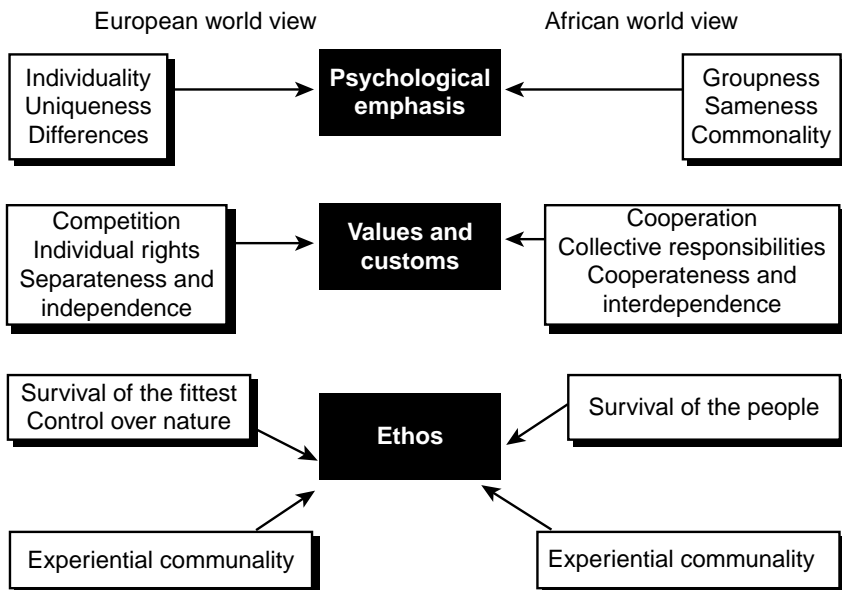 European world view
African world view
Individuality
Uniqueness
Differences
Psychological
emphasis
Groupness
Sameness
Commonality
Competition
Individual rights
Separateness and
independence
Values and
customs
Cooperation
Collective responsibilities
Cooperateness and
interdependence
Survival of the fittest
Control over nature
Ethos
Survival of the people
Experiential communality
Experiential communality